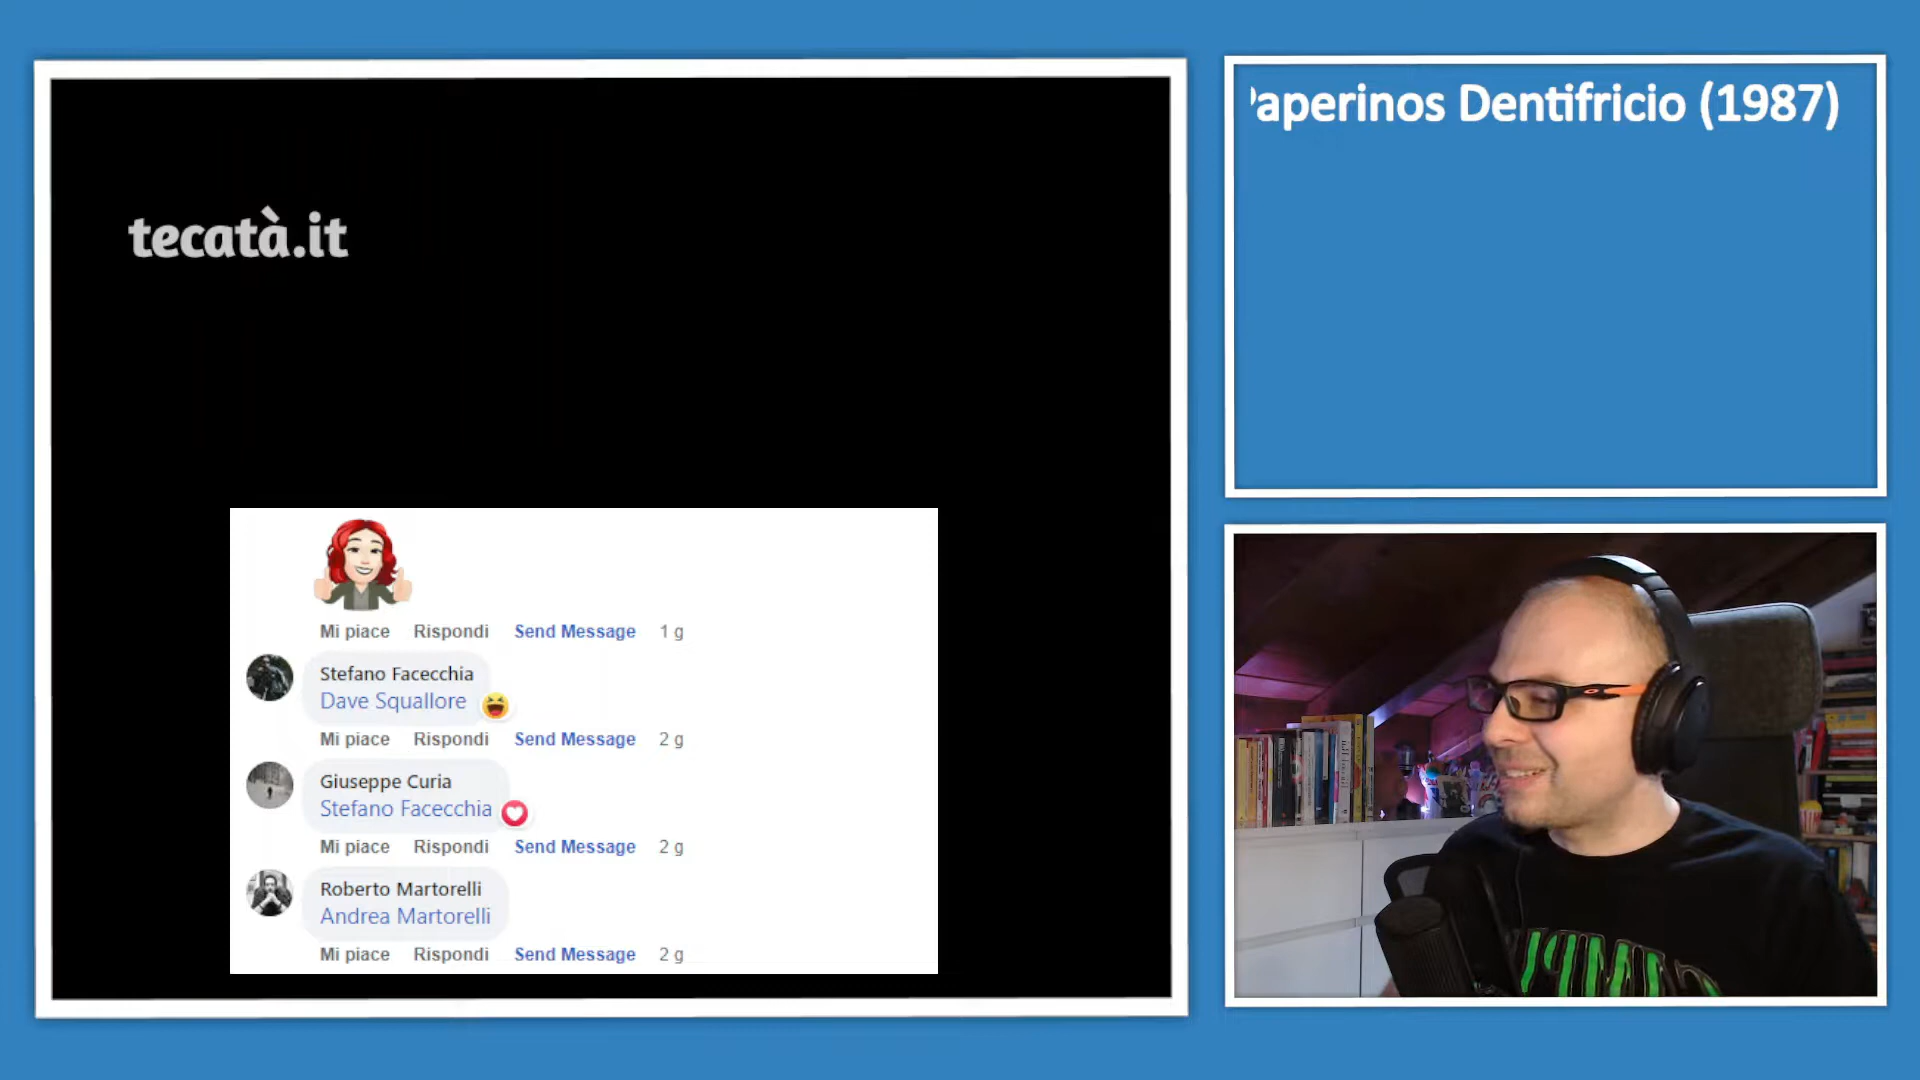 tecatà.it
Mi piace Rispondi Send Message 1 g
Stefano Facecchia
Dave Squallore
Mi piace Rispondi Send Message 2 g
Giuseppe Curia
Stefano Facecchia
Mi piace Rispondi Send Message 2 g
Roberto Martorelli
Andrea Martorelli
Mi piace Rispondi Send Message 2 g
Paperinos Dentifricio (1987)